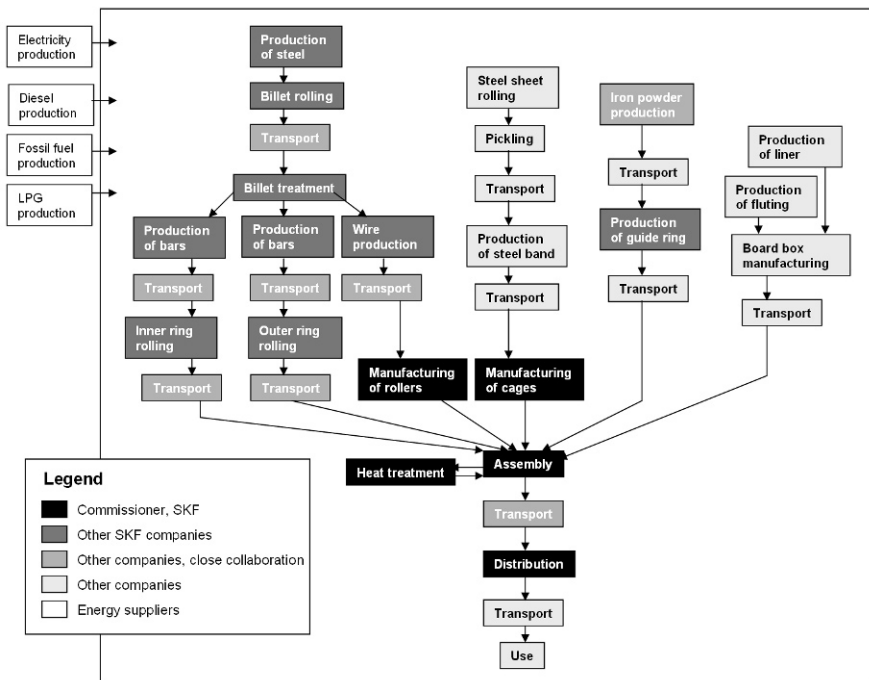 Electricity
production
Diesel
production
Fossil fuel
production
LPG
production
Production
of steel
Billet rolling
Transport
Billet treatment
Production
of bars
Production
of bars
Wire
production
Transport
Transport
Transport
Inner ring
rolling
Outer ring
rolling
Transport
Transport
Manufacturing
of rollers
Steel sheet
rolling
Pickling
Transport
Production
of steel band
Transport
Manufacturing
of cages
Iron powder
production
Transport
Production
of guide ring
Transport
Production
of liner
Production
of fluting
Board box
manufacturing
Transport
Heat treatment
Assembly
Transport
Distribution
Transport
Use
Legend
Commissioner, SKF
Other SKF companies
Other companies, close collaboration
Other companies
Energy suppliers